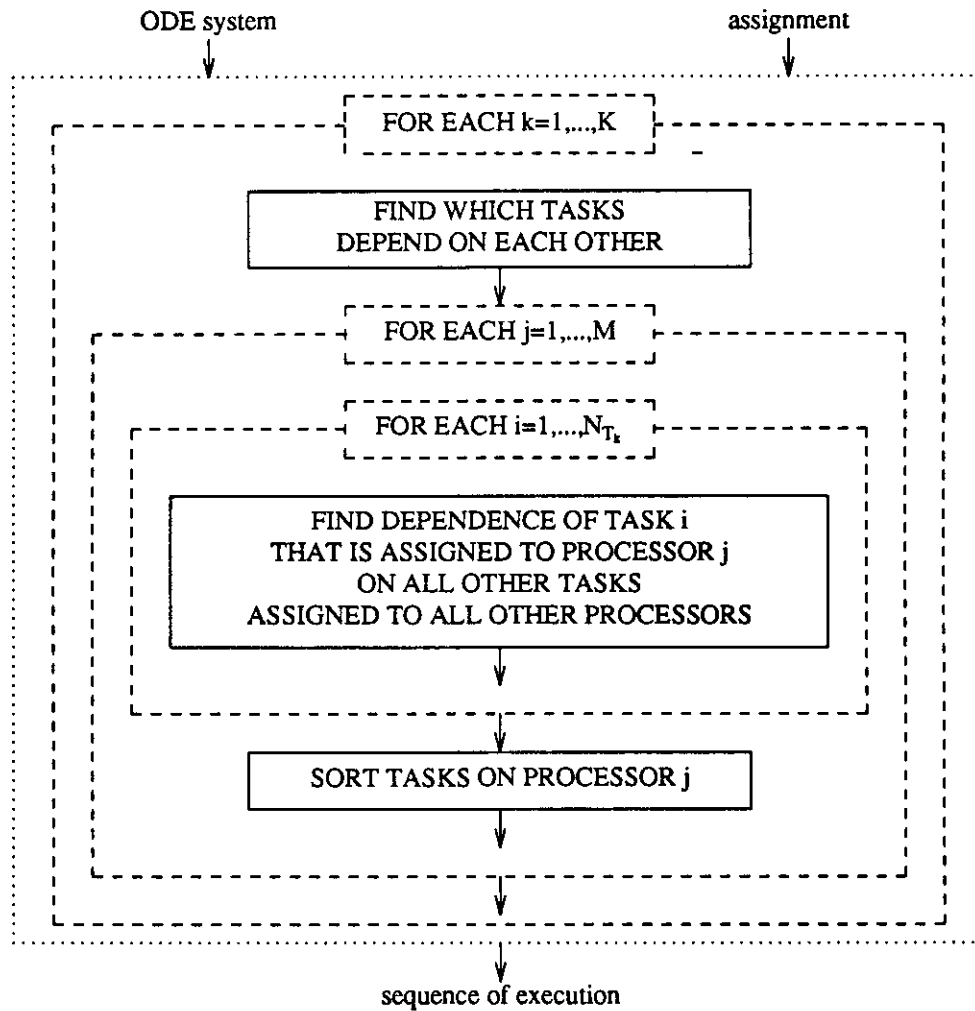 ODE system
assignment
FOR EACH k=1,...,K
FIND WHICH TASKS
DEPEND ON EACH OTHER
FOR EACH j=1,...,M
FOR EACH i=1,...,N_{T_k}
FIND DEPENDENCE OF TASK i
THAT IS ASSIGNED TO PROCESSOR j
ON ALL OTHER TASKS
ASSIGNED TO ALL OTHER PROCESSORS
SORT TASKS ON PROCESSOR j
sequence of execution